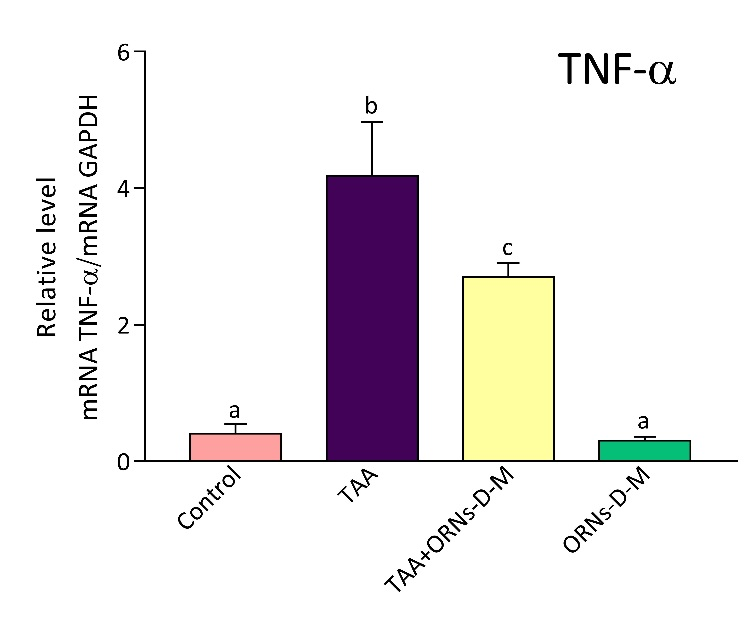 TNF-α
Relative level
mRNA TNF-α/mRNA GAPDH
6
4
2
0
a
b
c
a
Control
TAA
TAA+ORNs-D-M
ORNs-D-M